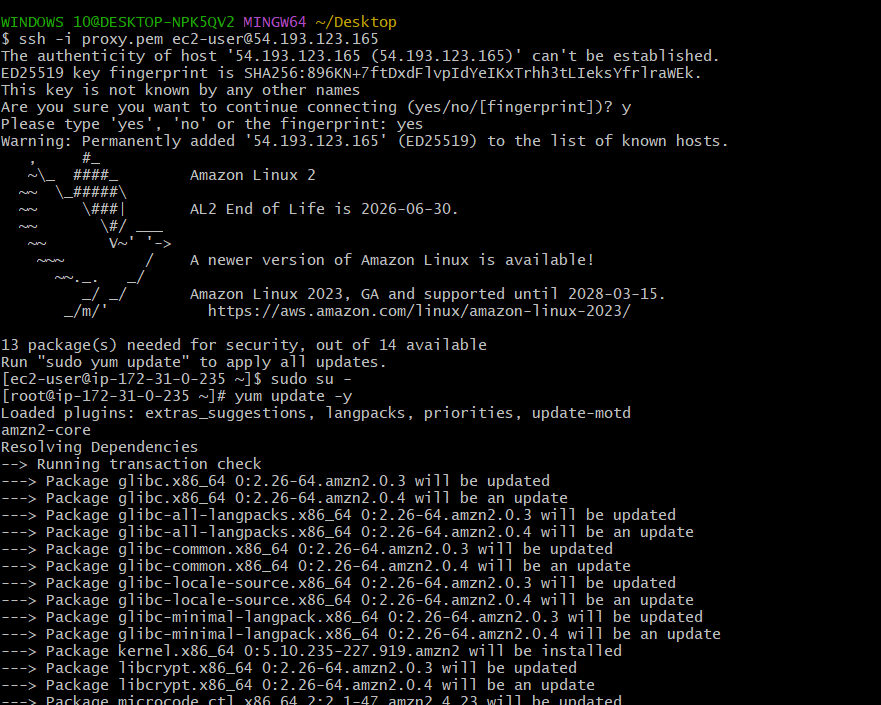 WINDOWS 10@DESKTOP-NPK5QV2 MINGW64 ~/Desktop
$ ssh -i proxy.pem ec2-user@54.193.123.165
The authenticity of host '54.193.123.165 (54.193.123.165)' can't be established.
ED25519 key fingerprint is SHA256:896KN+7ftDxdFlvpIdYeIKxTrhh3tLIeksYfrlraWEk.
This key is not known by any other names
Are you sure you want to continue connecting (yes/no/[fingerprint])? y
Please type 'yes', 'no' or the fingerprint: yes
Warning: Permanently added '54.193.123.165' (ED25519) to the list of known hosts.
   ,     #_
   ~\_  ####_        Amazon Linux 2
  ~~  \_#####\
  ~~     \###|       AL2 End of Life is 2026-06-30.
  ~~       \#/ ___
   ~~       V~' '->
    ~~~         /    A newer version of Amazon Linux is available!
      ~~._.   _/
         _/ _/       Amazon Linux 2023, GA and supported until 2028-03-15.
       _/m/'           https://aws.amazon.com/linux/amazon-linux-2023/
13 package(s) needed for security, out of 14 available
Run "sudo yum update" to apply all updates.
[ec2-user@ip-172-31-0-235 ~]$ sudo su -
[root@ip-172-31-0-235 ~]# yum update -y
Loaded plugins: extras_suggestions, langpacks, priorities, update-motd
amzn2-core
Resolving Dependencies
--> Running transaction check
---> Package glibc.x86_64 0:2.26-64.amzn2.0.3 will be updated
---> Package glibc.x86_64 0:2.26-64.amzn2.0.4 will be an update
---> Package glibc-all-langpacks.x86_64 0:2.26-64.amzn2.0.3 will be updated
---> Package glibc-all-langpacks.x86_64 0:2.26-64.amzn2.0.4 will be an update
---> Package glibc-common.x86_64 0:2.26-64.amzn2.0.3 will be updated
---> Package glibc-common.x86_64 0:2.26-64.amzn2.0.4 will be an update
---> Package glibc-locale-source.x86_64 0:2.26-64.amzn2.0.3 will be updated
---> Package glibc-locale-source.x86_64 0:2.26-64.amzn2.0.4 will be an update
---> Package glibc-minimal-langpack.x86_64 0:2.26-64.amzn2.0.3 will be updated
---> Package glibc-minimal-langpack.x86_64 0:2.26-64.amzn2.0.4 will be an update
---> Package kernel.x86_64 0:5.10.235-227.919.amzn2 will be installed
---> Package libcrypt.x86_64 0:2.26-64.amzn2.0.3 will be updated
---> Package libcrypt.x86_64 0:2.26-64.amzn2.0.4 will be an update
---> Package microcode_ctl.x86_64 2:2.1-47.amzn2.4.23 will be updated